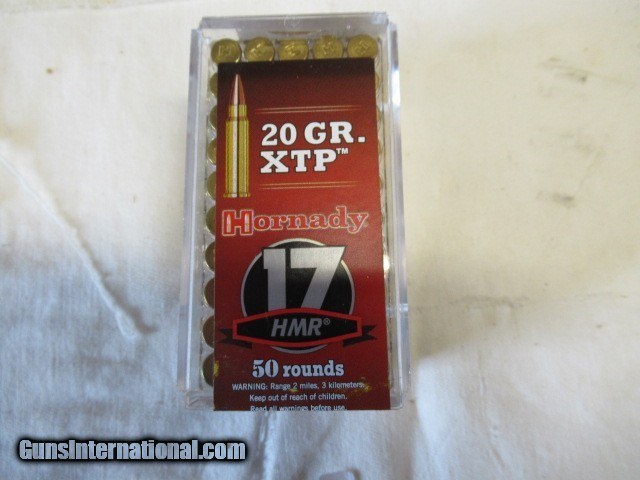 20 GR.
XTP™
Hornady
17
HMR®
50 rounds
WARNING: Range 2 miles, 3 kilometers
Keep out of reach of children.
Read all warnings before use.
GunsInternational.com